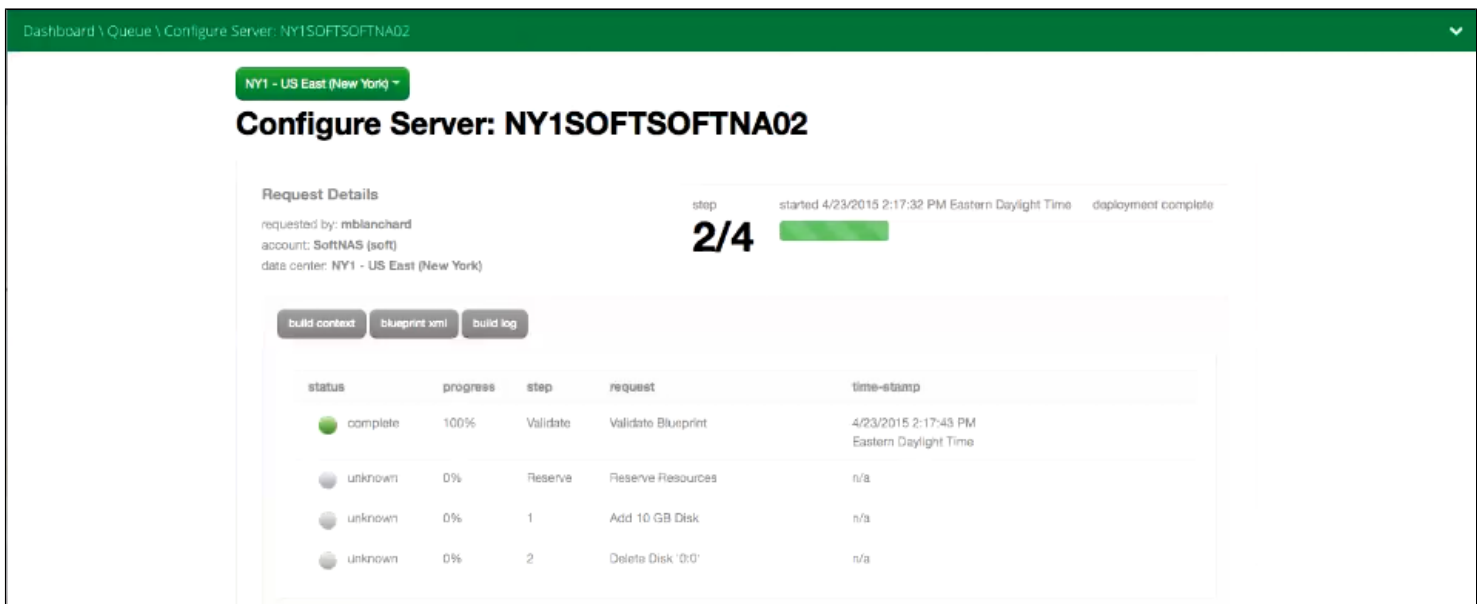 Dashboard \ Queue \ Configure Server: NY1SOFTSOFTNA02
NY1 - US East (New York)
Configure Server: NY1SOFTSOFTNA02
Request Details
requested by: mblanchard
account: SoftNAS (soft)
data center: NY1 - US East (New York)
step started 4/23/2015 2:17:32 PM Eastern Daylight Time deployment complete
2/4
build context blueprint xml build log
status progress step request time-stamp
complete 100% Validate Validate Blueprint 4/23/2015 2:17:43 PM
Eastern Daylight Time
unknown 0% Reserve Reserve Resources n/a
unknown 0% 1 Add 10 GB Disk n/a
unknown 0% 2 Delete Disk '0:0' n/a